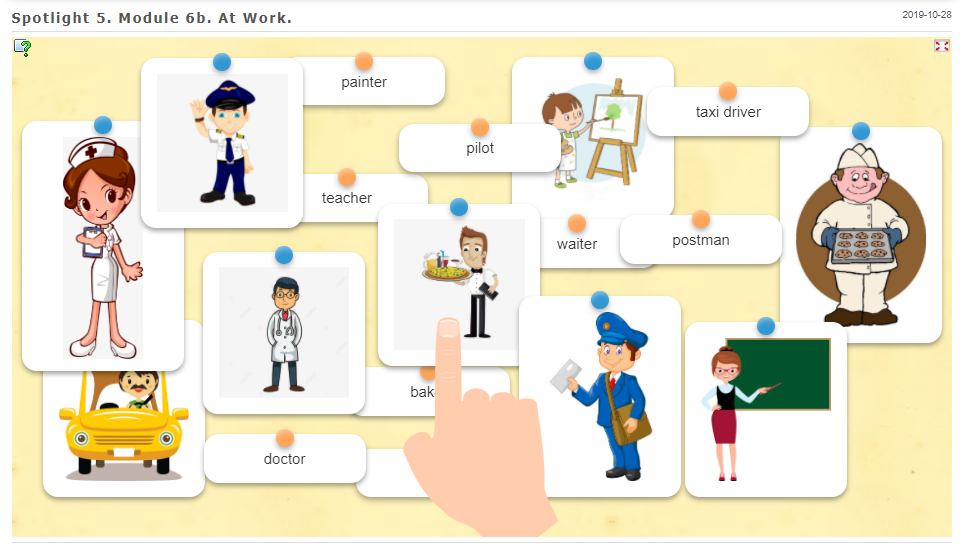 Spotlight 5. Module 6b. At Work.
2019-10-28
painter
taxi driver
pilot
teacher
waiter
postman
doctor